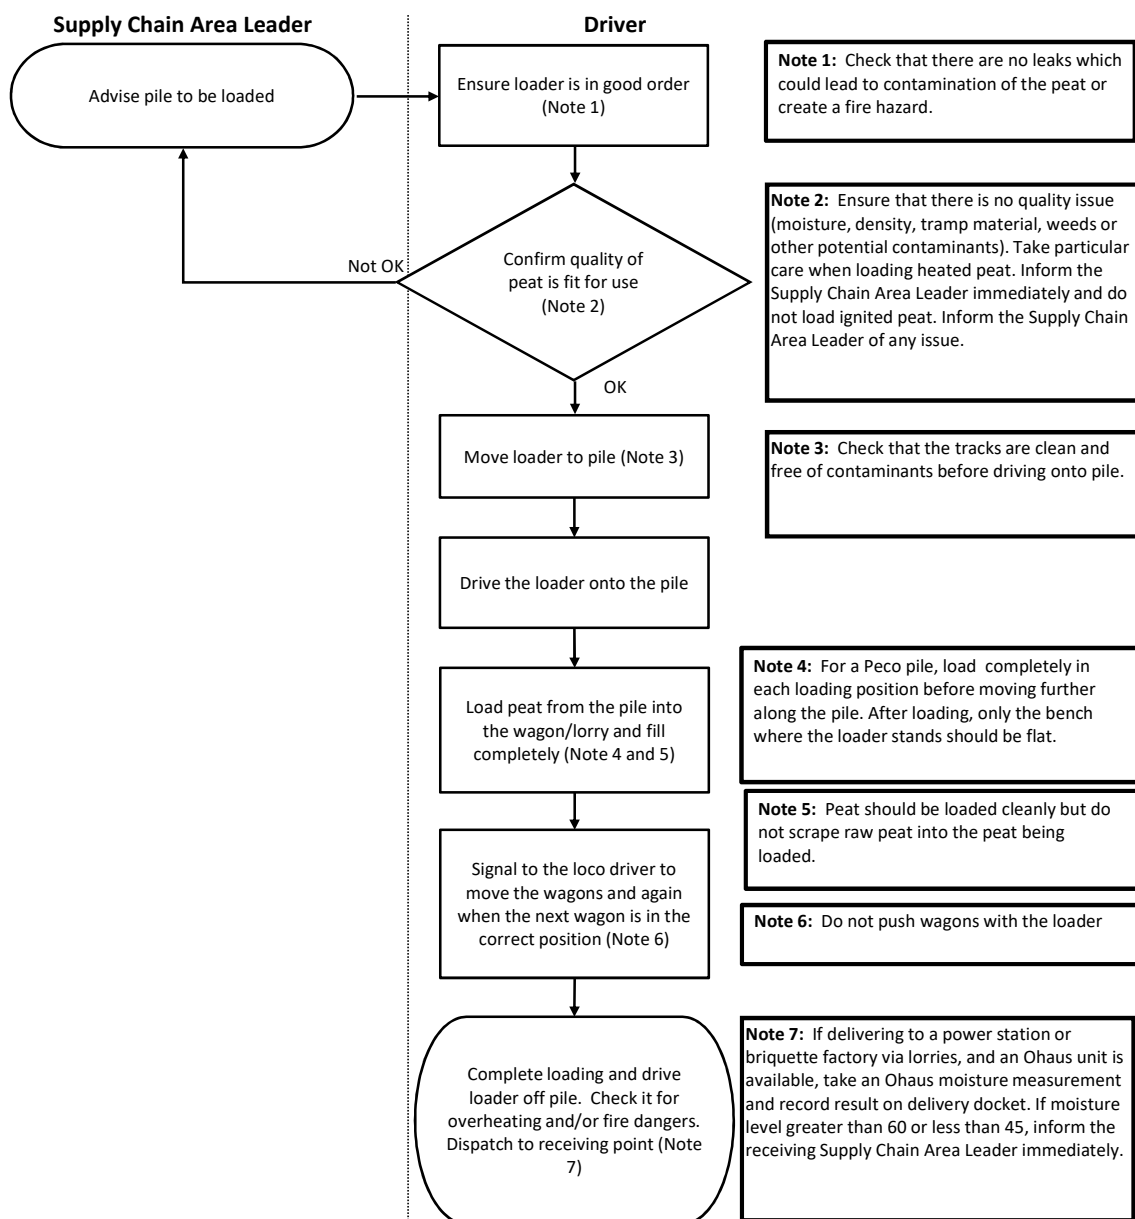 Supply Chain Area Leader
Driver
Advise pile to be loaded
Ensure loader is in good order
(Note 1)
Note 1:  Check that there are no leaks which
could lead to contamination of the peat or
create a fire hazard.
Not OK
Confirm quality of
peat is fit for use
(Note 2)
OK
Note 2:  Ensure that there is no quality issue
(moisture, density, tramp material, weeds or
other potential contaminants). Take particular
care when loading heated peat. Inform the
Supply Chain Area Leader immediately and do
not load ignited peat. Inform the Supply Chain
Area Leader of any issue.
Move loader to pile (Note 3)
Note 3:  Check that the tracks are clean and
free of contaminants before driving onto pile.
Drive the loader onto the pile
Load peat from the pile into
the wagon/lorry and fill
completely (Note 4 and 5)
Note 4:  For a Peco pile, load  completely in
each loading position before moving further
along the pile. After loading, only the bench
where the loader stands should be flat.
Note 5:  Peat should be loaded cleanly but do
not scrape raw peat into the peat being
loaded.
Signal to the loco driver to
move the wagons and again
when the next wagon is in the
correct position (Note 6)
Note 6:  Do not push wagons with the loader
Complete loading and drive
loader off pile.  Check it for
overheating and/or fire dangers.
Dispatch to receiving point (Note
7)
Note 7:  If delivering to a power station or
briquette factory via lorries, and an Ohaus unit is
available, take an Ohaus moisture measurement
and record result on delivery docket. If moisture
level greater than 60 or less than 45, inform the
receiving Supply Chain Area Leader immediately.